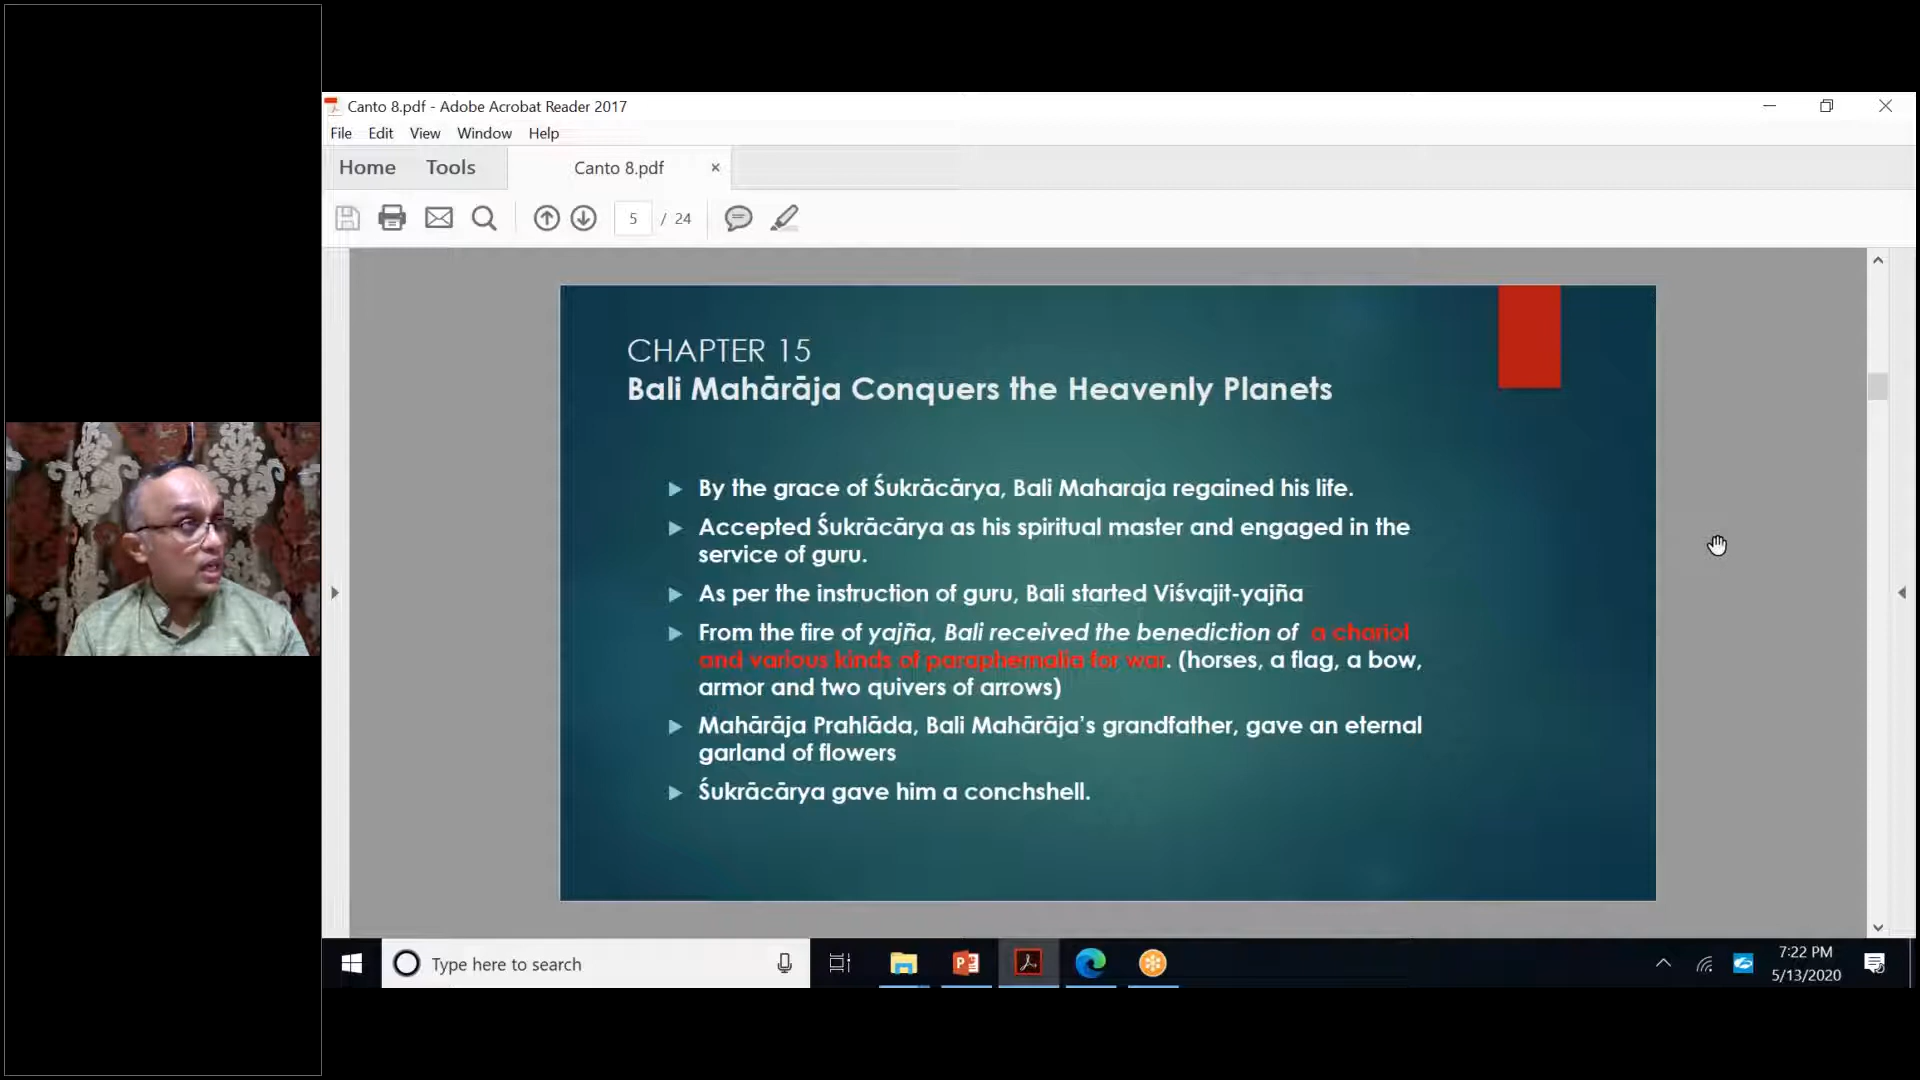 Canto 8.pdf - Adobe Acrobat Reader 2017
File Edit View Window Help
Home Tools Canto 8.pdf ×
5 / 24
CHAPTER 15
Bali Mahārāja Conquers the Heavenly Planets
By the grace of Śukrācārya, Bali Maharaja regained his life.
Accepted Śukrācārya as his spiritual master and engaged in the
service of guru.
As per the instruction of guru, Bali started Viśvajit-yajña
From the fire of yajña, Bali received the benediction of a chariot
and various kinds of paraphernalia for war. (horses, a flag, a bow,
armor and two quivers of arrows)
Mahārāja Prahlāda, Bali Mahārāja's grandfather, gave an eternal
garland of flowers
Śukrācārya gave him a conchshell.
Type here to search
7:22 PM
5/13/2020